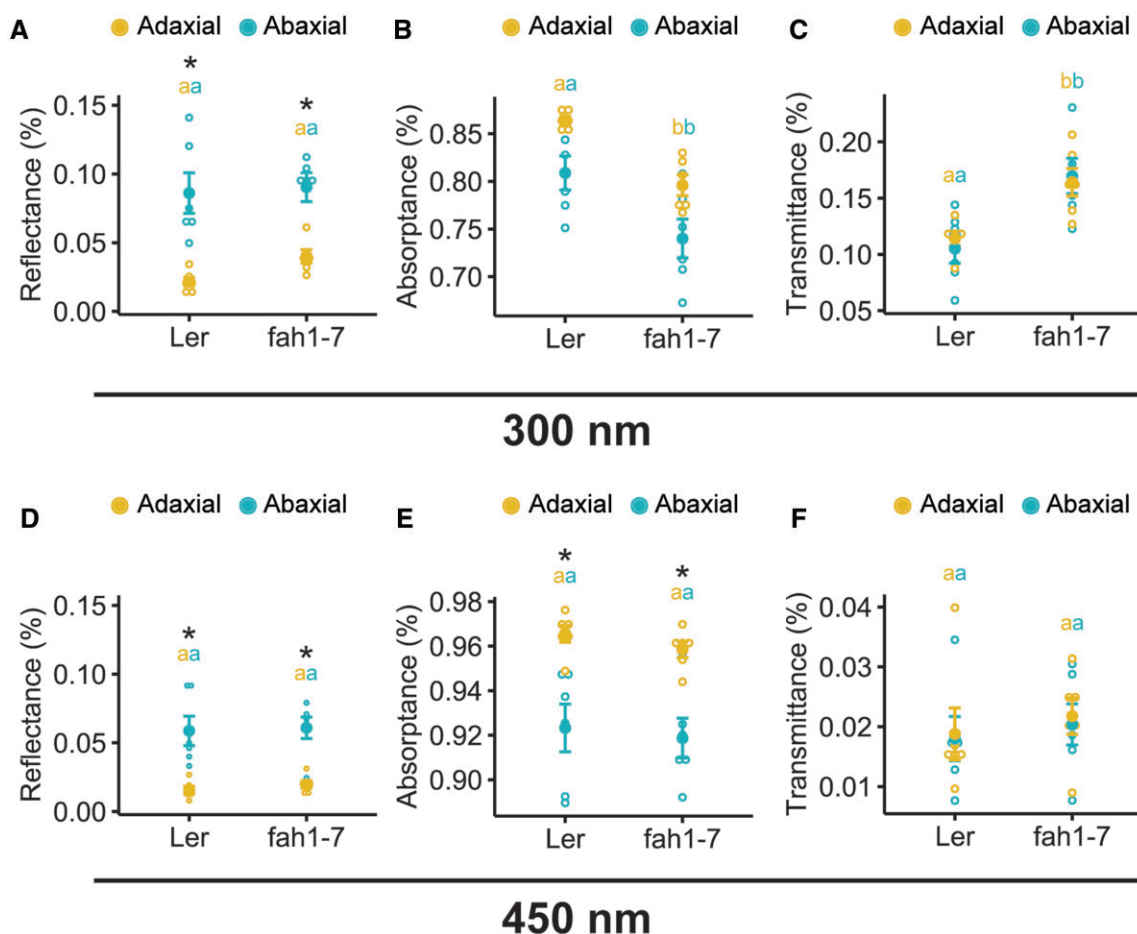 A Adaxial Abaxial B Adaxial Abaxial C Adaxial Abaxial
Reflectance (%)
0.15
0.10
0.05
0.00
*
aa
*
aa
Ler fah1-7
Absorptance (%)
0.85
0.80
0.75
0.70
aa
bb
Ler fah1-7
Transmittance (%)
0.20
0.15
0.10
0.05
aa
bb
Ler fah1-7
300 nm
D Adaxial Abaxial E Adaxial Abaxial F Adaxial Abaxial
Reflectance (%)
0.15
0.10
0.05
0.00
*
aa
*
aa
Ler fah1-7
Absorptance (%)
0.98
0.96
0.94
0.92
0.90
*
aa
*
aa
Ler fah1-7
Transmittance (%)
0.04
0.03
0.02
0.01
aa
aa
Ler fah1-7
450 nm